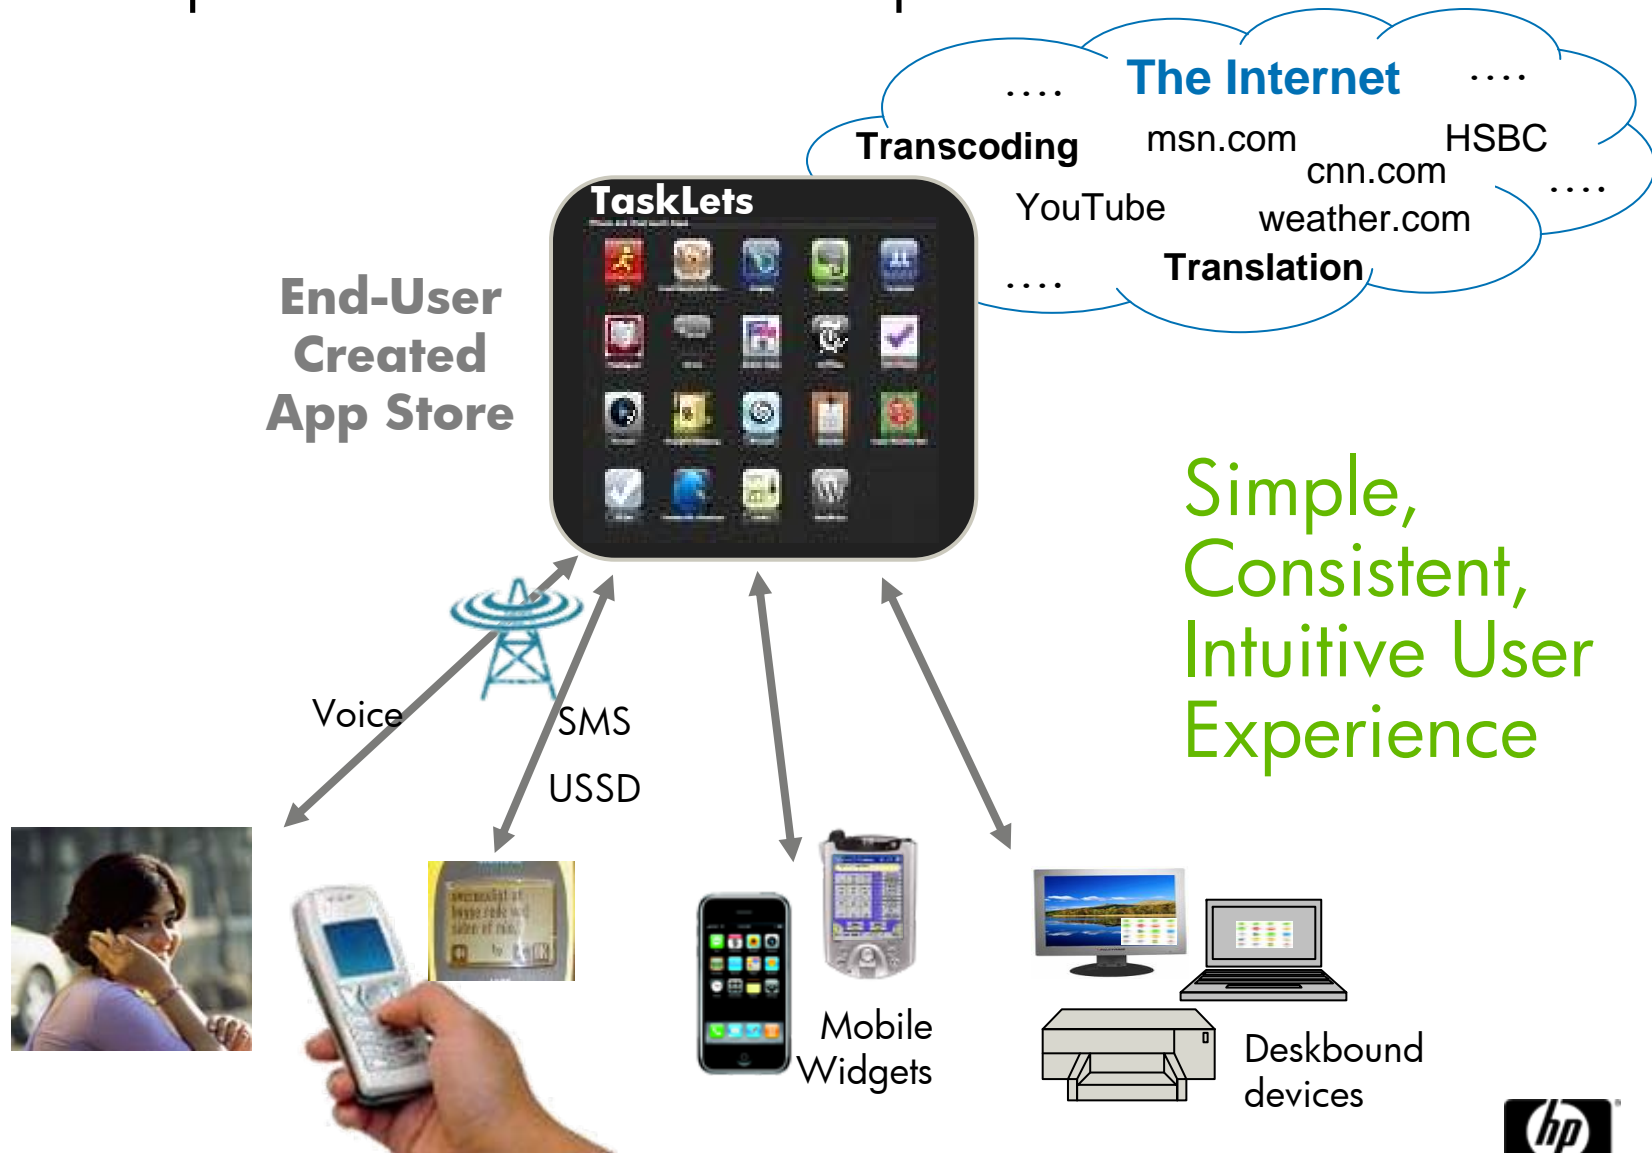 The Internet
....
....
Transcoding
msn.com
HSBC
cnn.com
....
YouTube
weather.com
Translation
....
TaskLets
End-User
Created
App Store
Simple,
Consistent,
Intuitive User
Experience
Voice
SMS
USSD
Mobile
Widgets
Deskbound
devices
hp